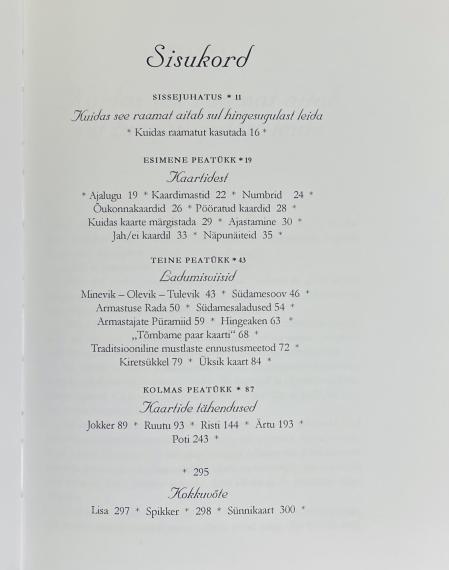 Sisukord
SISSEJUHATUS * 11
Kuidas see raamat aitab sul hingesugulast leida
* Kuidas raamatut kasutada 16 *
ESIMENE PEATÜKK * 19
Kaartidest
* Ajalugu 19 * Kaardimastid 22 * Numbrid 24 *
Õukonnakaardid 26 * Pööratud kaardid 28 *
Kuidas kaarte märgistada 29 * Ajastamine 30 *
Jah/ei kaardil 33 * Näpunäiteid 35 *
TEINE PEATÜKK * 43
Ladumisviisid
Minevik – Olevik – Tulevik 43 * Südamesoov 46 *
Armastuse Rada 50 * Südamesaladused 54 *
Armastajate Püramiid 59 * Hingeaken 63 *
„Tõmbame paar kaarti“ 68 *
Traditsiooniline mustlaste ennustusmeetod 72 *
Kiretsükkel 79 * Üksik kaart 84 *
KOLMAS PEATÜKK * 87
Kaartide tähendused
Jokker 89 * Ruutu 93 * Risti 144 * Ärtu 193 *
Poti 243 *
* 295
Kokkuvõte
Lisa 297 * Spikker * 298 * Sünnikaart 300 *